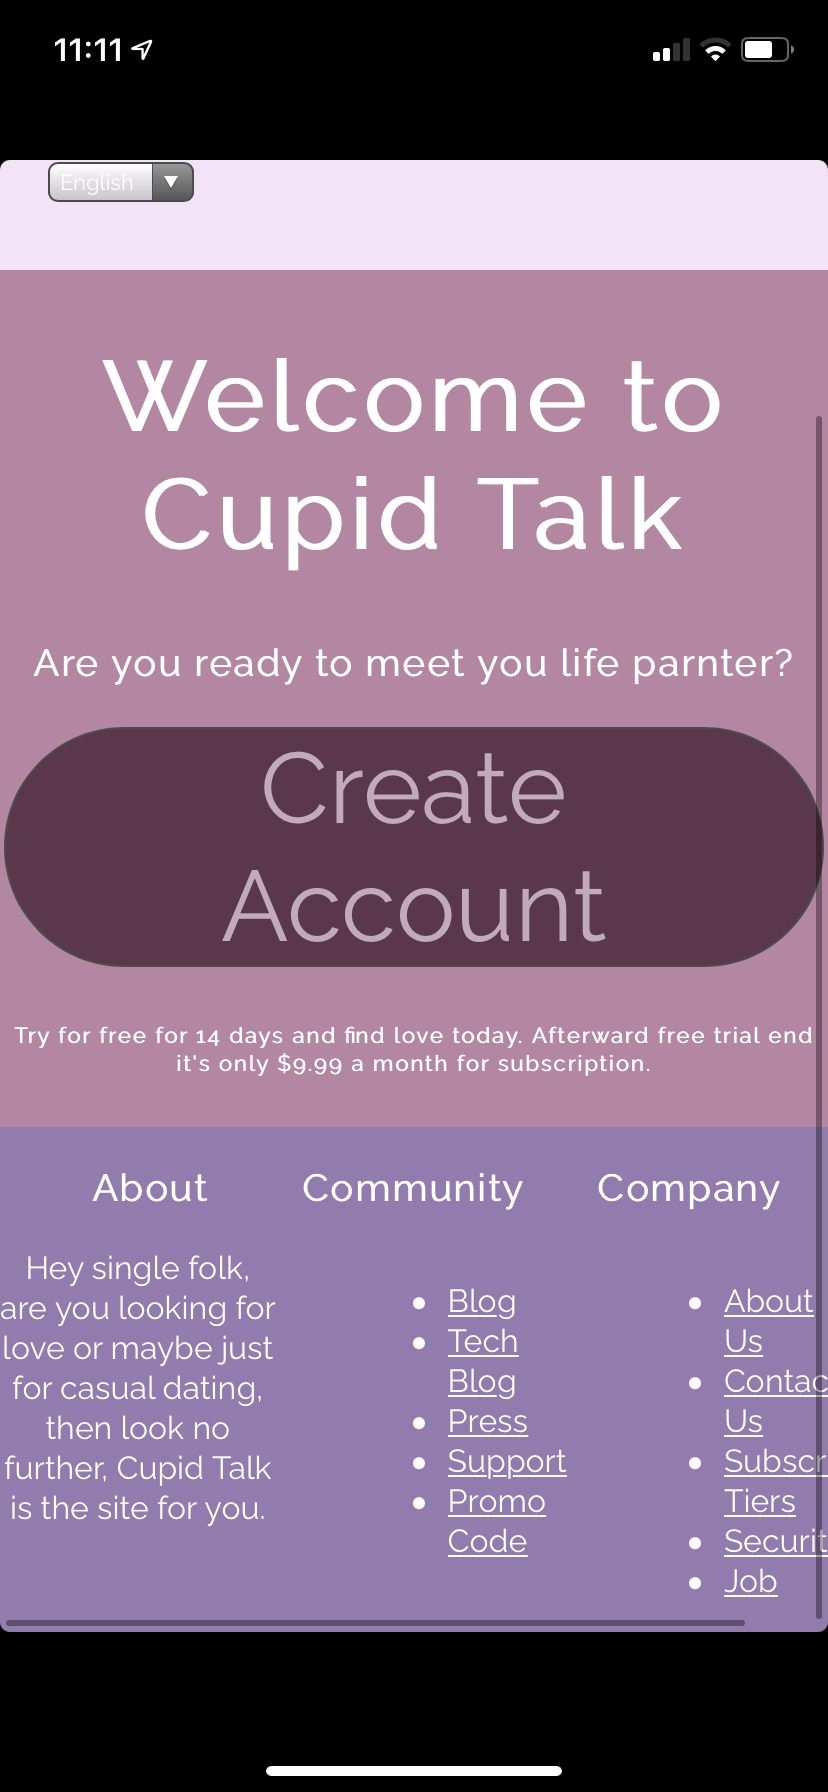 11:11
English
Welcome to
Cupid Talk
Are you ready to meet you life parnter?
Create
Account
Try for free for 14 days and find love today. Afterward free trial end
it's only $9.99 a month for subscription.
About
Hey single folk,
are you looking for
love or maybe just
for casual dating,
then look no
further, Cupid Talk
is the site for you.
Community
Blog
Tech
Blog
Press
Support
Promo
Code
Company
About
Us
Contac
Us
Subscr
Tiers
Securit
Job